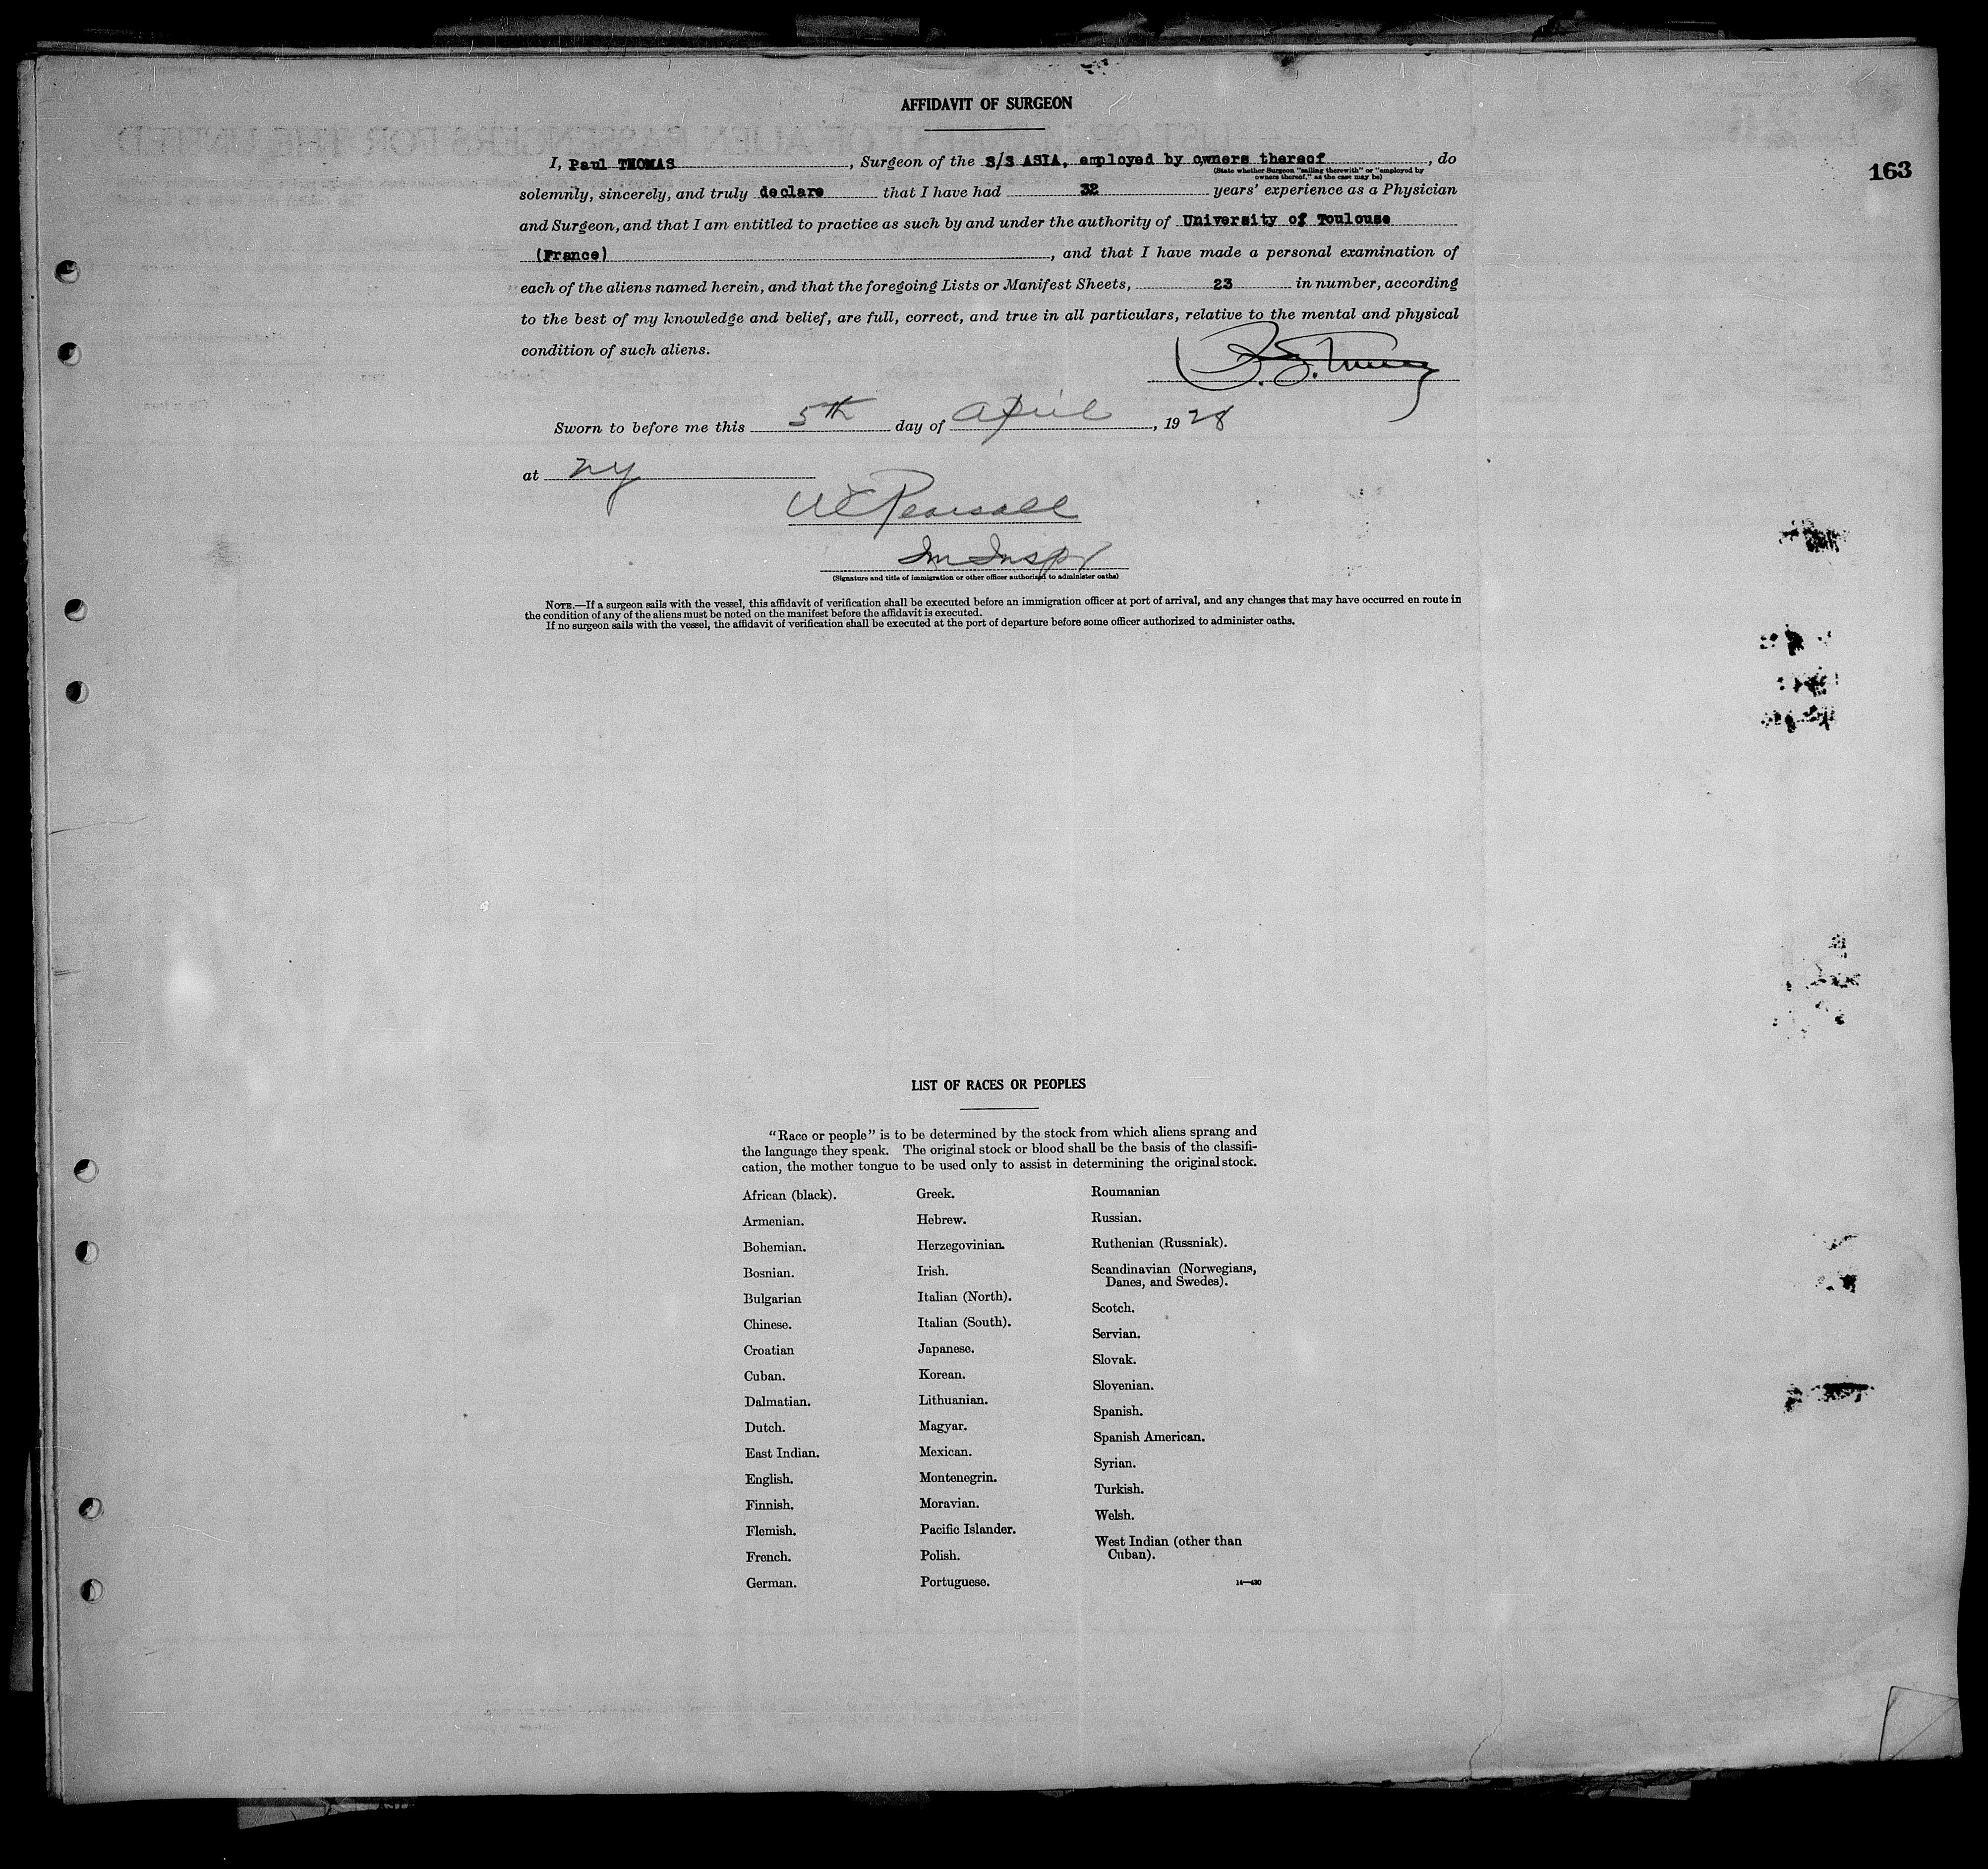 AFFIDAVIT OF SURGEON
163
I, Paul THOMAS, Surgeon of the S/S ASIA, employed by owners thereof, do
(State whether Surgeon "sailing therewith" or "employed by
owners thereof," as the case may be)
solemnly, sincerely, and truly declare that I have had 32 years' experience as a Physician
and Surgeon, and that I am entitled to practice as such by and under the authority of University of Toulouse
(France), and that I have made a personal examination of
each of the aliens named herein, and that the foregoing Lists or Manifest Sheets, 23 in number, according
to the best of my knowledge and belief, are full, correct, and true in all particulars, relative to the mental and physical
condition of such aliens.
Sworn to before me this 5th day of April, 1928
at NY
WC Pearsall
Im Inspr
(Signature and title of immigration or other officer authorized to administer oaths)
NOTE.—If a surgeon sails with the vessel, this affidavit of verification shall be executed before an immigration officer at port of arrival, and any changes that may have occurred en route in
the condition of any of the aliens must be noted on the manifest before the affidavit is executed.
If no surgeon sails with the vessel, the affidavit of verification shall be executed at the port of departure before some officer authorized to administer oaths.
LIST OF RACES OR PEOPLES
"Race or people" is to be determined by the stock from which aliens sprang and
the language they speak. The original stock or blood shall be the basis of the classifi-
cation, the mother tongue to be used only to assist in determining the original stock.
African (black).
Armenian.
Bohemian.
Bosnian.
Bulgarian
Chinese.
Croatian
Cuban.
Dalmatian.
Dutch.
East Indian.
English.
Finnish.
Flemish.
French.
German.
Greek.
Hebrew.
Herzegovinian.
Irish.
Italian (North).
Italian (South).
Japanese.
Korean.
Lithuanian.
Magyar.
Mexican.
Montenegrin.
Moravian.
Pacific Islander.
Polish.
Portuguese.
Roumanian
Russian.
Ruthenian (Russniak).
Scandinavian (Norwegians,
Danes, and Swedes).
Scotch.
Servian.
Slovak.
Slovenian.
Spanish.
Spanish American.
Syrian.
Turkish.
Welsh.
West Indian (other than
Cuban).
14—430